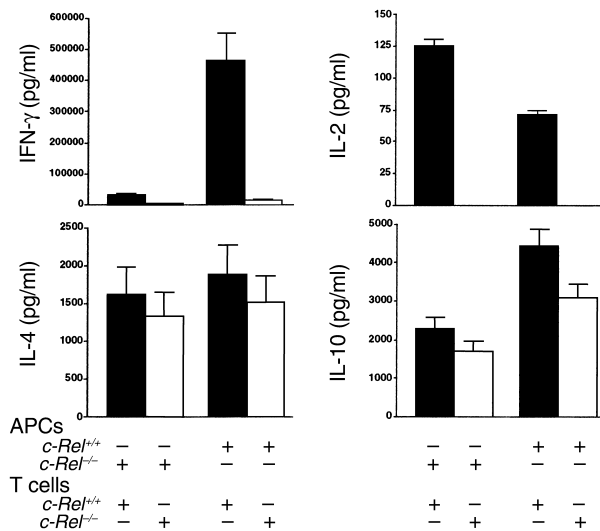 IFN-γ (pg/ml)
600000
500000
400000
300000
200000
100000
0
IL-2 (pg/ml)
150
125
100
75
50
25
0
IL-4 (pg/ml)
2500
2000
1500
1000
500
0
IL-10 (pg/ml)
5000
4000
3000
2000
1000
0
APCs
c-Rel+/+ – – + + – – + +
c-Rel–/– + + – – + + – –
T cells
c-Rel+/+ + – + – + – + –
c-Rel–/– – + – + – + – +